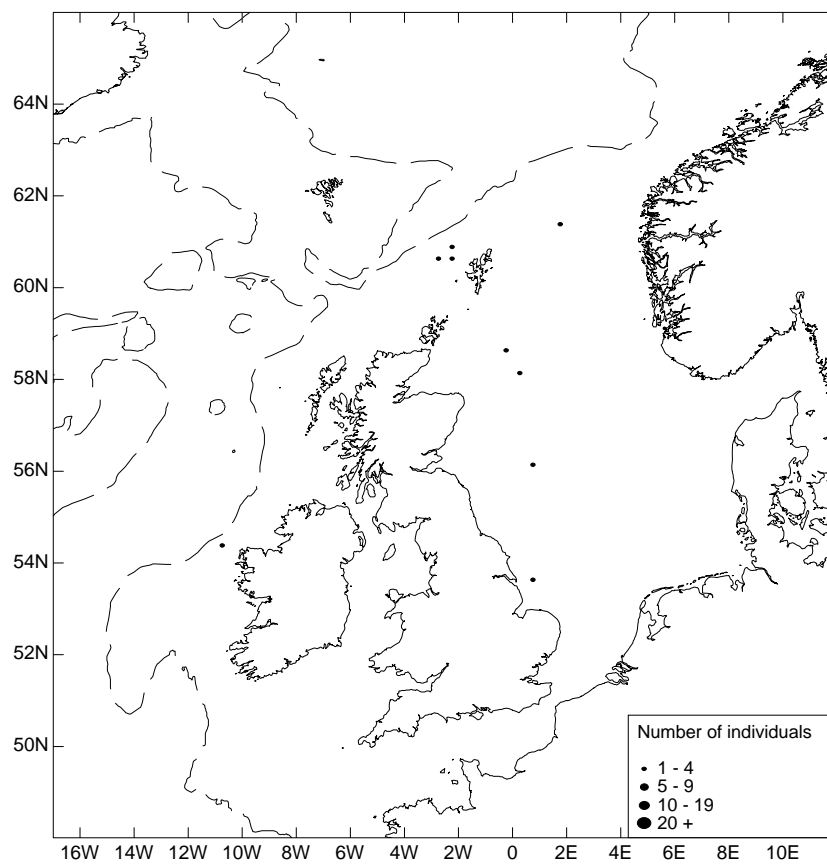 64N
62N
60N
58N
56N
54N
52N
50N
Number of individuals
1 - 4
5 - 9
10 - 19
20 +
16W 14W 12W 10W 8W 6W 4W 2W 0 2E 4E 6E 8E 10E